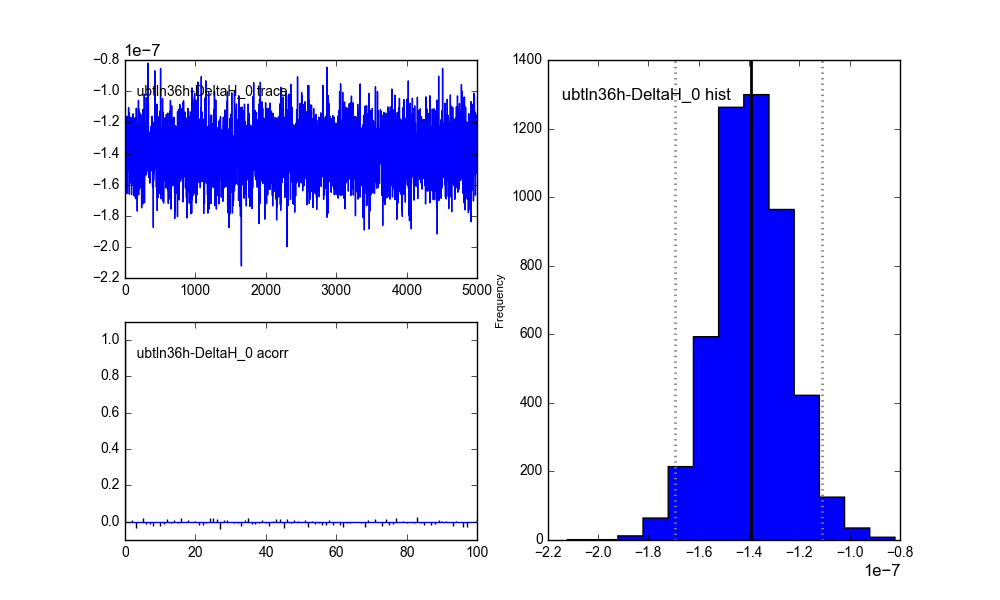 1e−7
−0.8
−1.0
−1.2
−1.4
−1.6
−1.8
−2.0
−2.2
ubtln36h-DeltaH_0 trace
0 1000 2000 3000 4000 5000
1.0
0.8
0.6
0.4
0.2
0.0
ubtln36h-DeltaH_0 acorr
0 20 40 60 80 100
1400
1200
1000
800
600
400
200
0
Frequency
ubtln36h-DeltaH_0 hist
−2.2 −2.0 −1.8 −1.6 −1.4 −1.2 −1.0 −0.8
1e−7